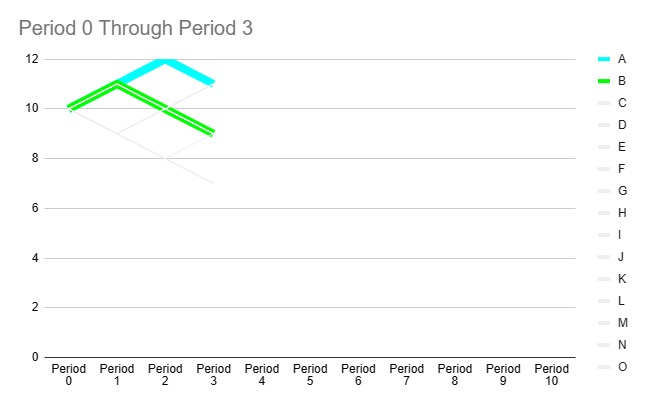 Period 0 Through Period 3
12
10
8
6
4
2
0
Period 0
Period 1
Period 2
Period 3
Period 4
Period 5
Period 6
Period 7
Period 8
Period 9
Period 10
A
B
C
D
E
F
G
H
I
J
K
L
M
N
O